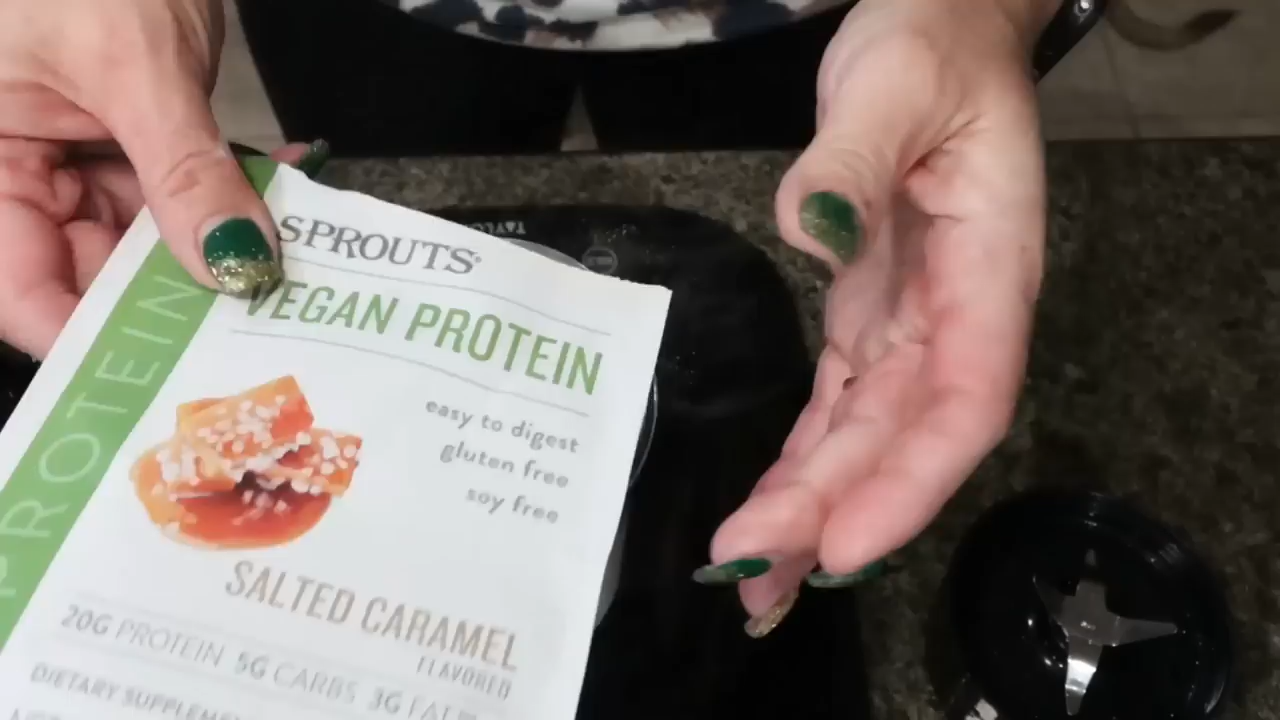 SPROUTS
VEGAN PROTEIN
easy to digest
gluten free
soy free
SALTED CARAMEL
FLAVORED
20G PROTEIN 5G CARBS 3G FAT
DIETARY
PROTEIN
TAYLO